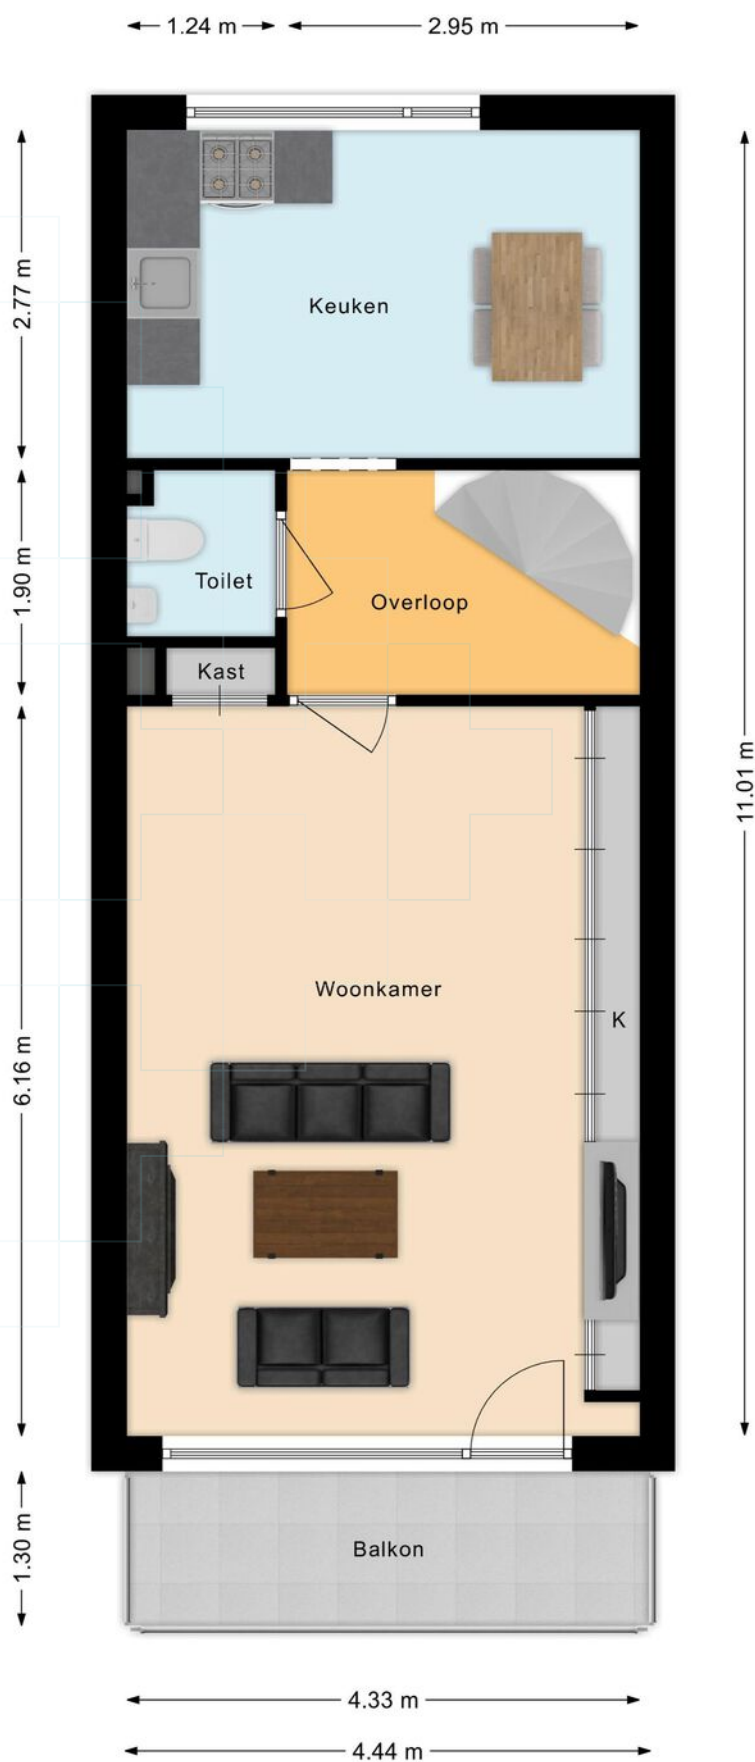 1.24 m
2.95 m
2.77 m
Keuken
1.90 m
Toilet
Overloop
Kast
11.01 m
Woonkamer
K
6.16 m
1.30 m
Balkon
4.33 m
4.44 m